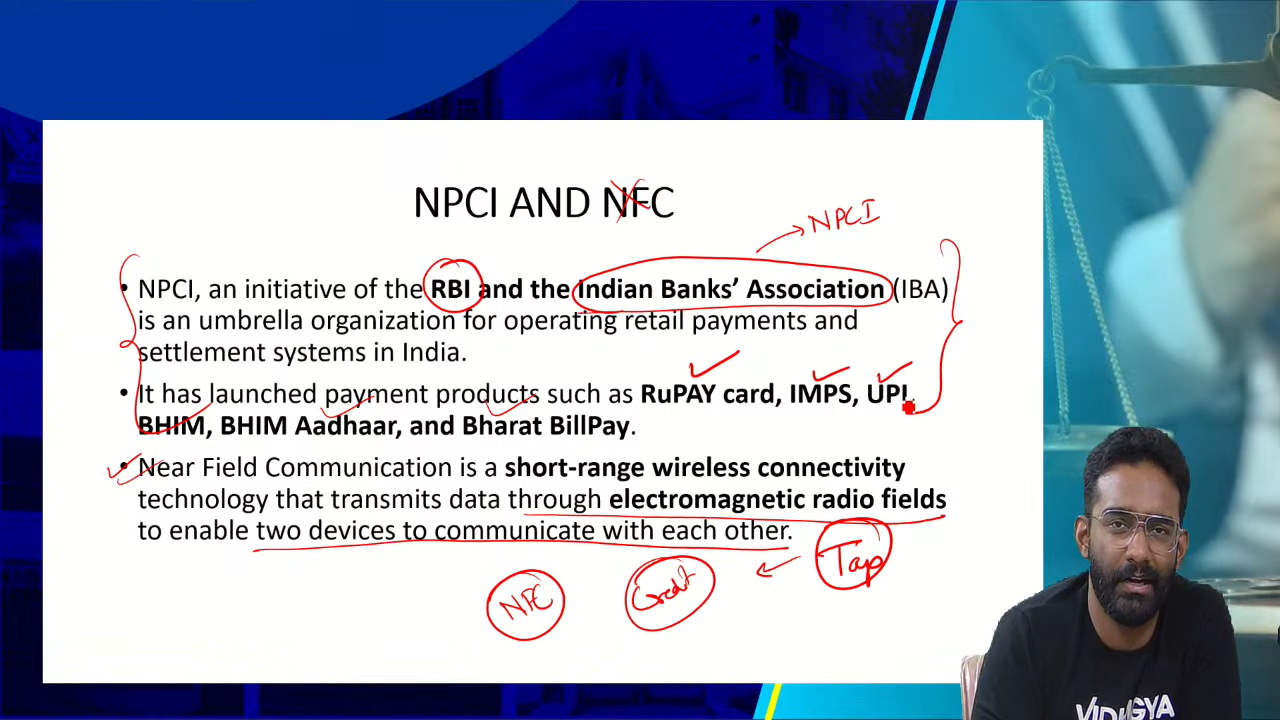 NPCI AND NFC
NPCI
• NPCI, an initiative of the RBI and the Indian Banks’ Association (IBA)
is an umbrella organization for operating retail payments and
settlement systems in India.
• It has launched payment products such as RuPAY card, IMPS, UPI,
BHIM, BHIM Aadhaar, and Bharat BillPay.
• Near Field Communication is a short-range wireless connectivity
technology that transmits data through electromagnetic radio fields
to enable two devices to communicate with each other.
Tap
NFC Credit